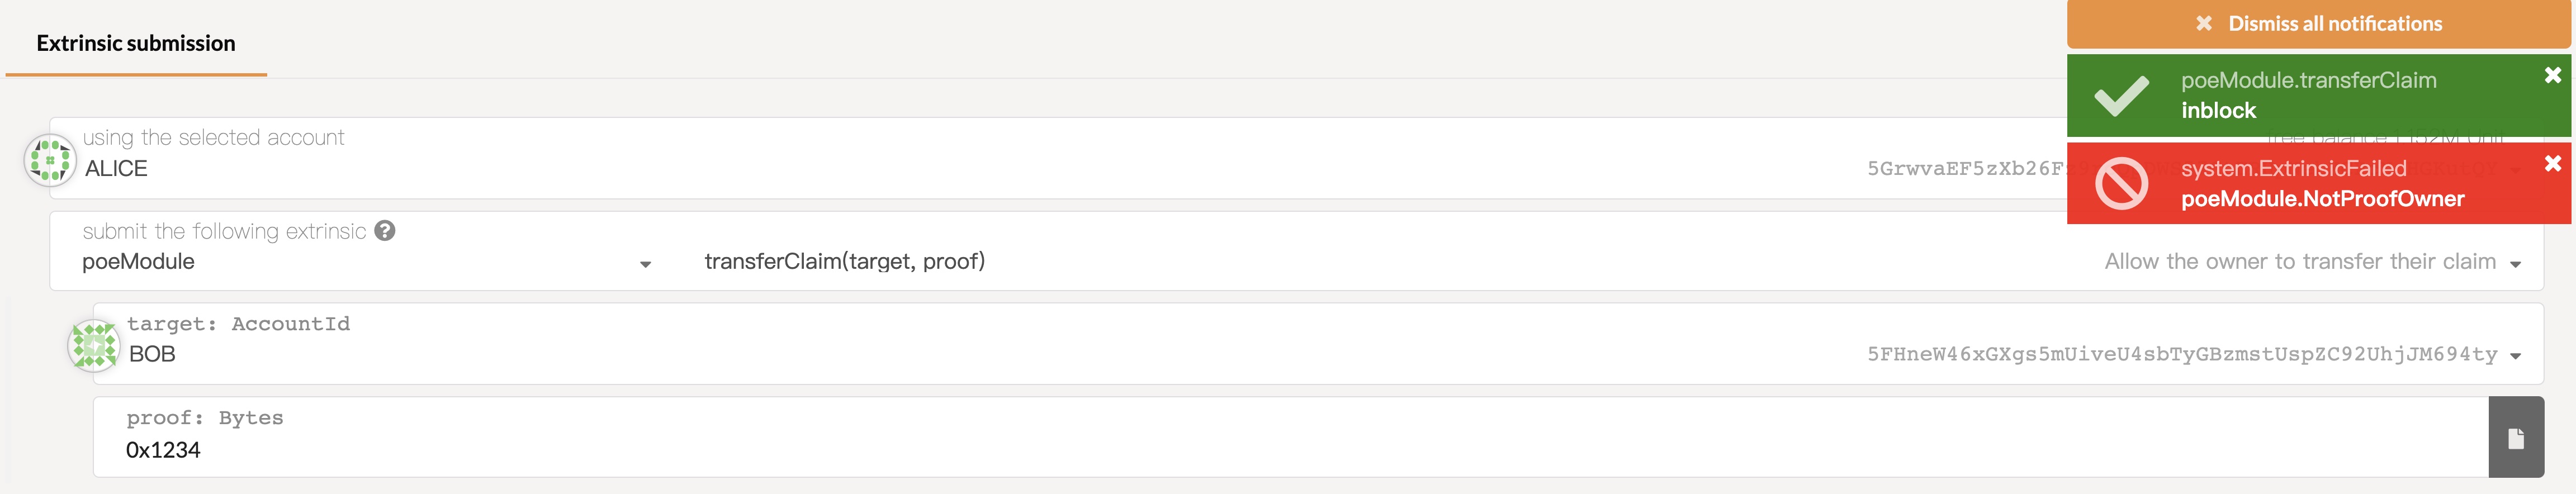 Extrinsic submission
Dismiss all notifications
poeModule.transferClaim
inblock
system.ExtrinsicFailed
poeModule.NotProofOwner
using the selected account
ALICE
5GrwvaEF5zXb26F
submit the following extrinsic
poeModule
transferClaim(target, proof)
Allow the owner to transfer their claim
target: AccountId
BOB
5FHneW46xGXgs5mUiveU4sbTyGBzmstUspZC92UhjJM694ty
proof: Bytes
0x1234